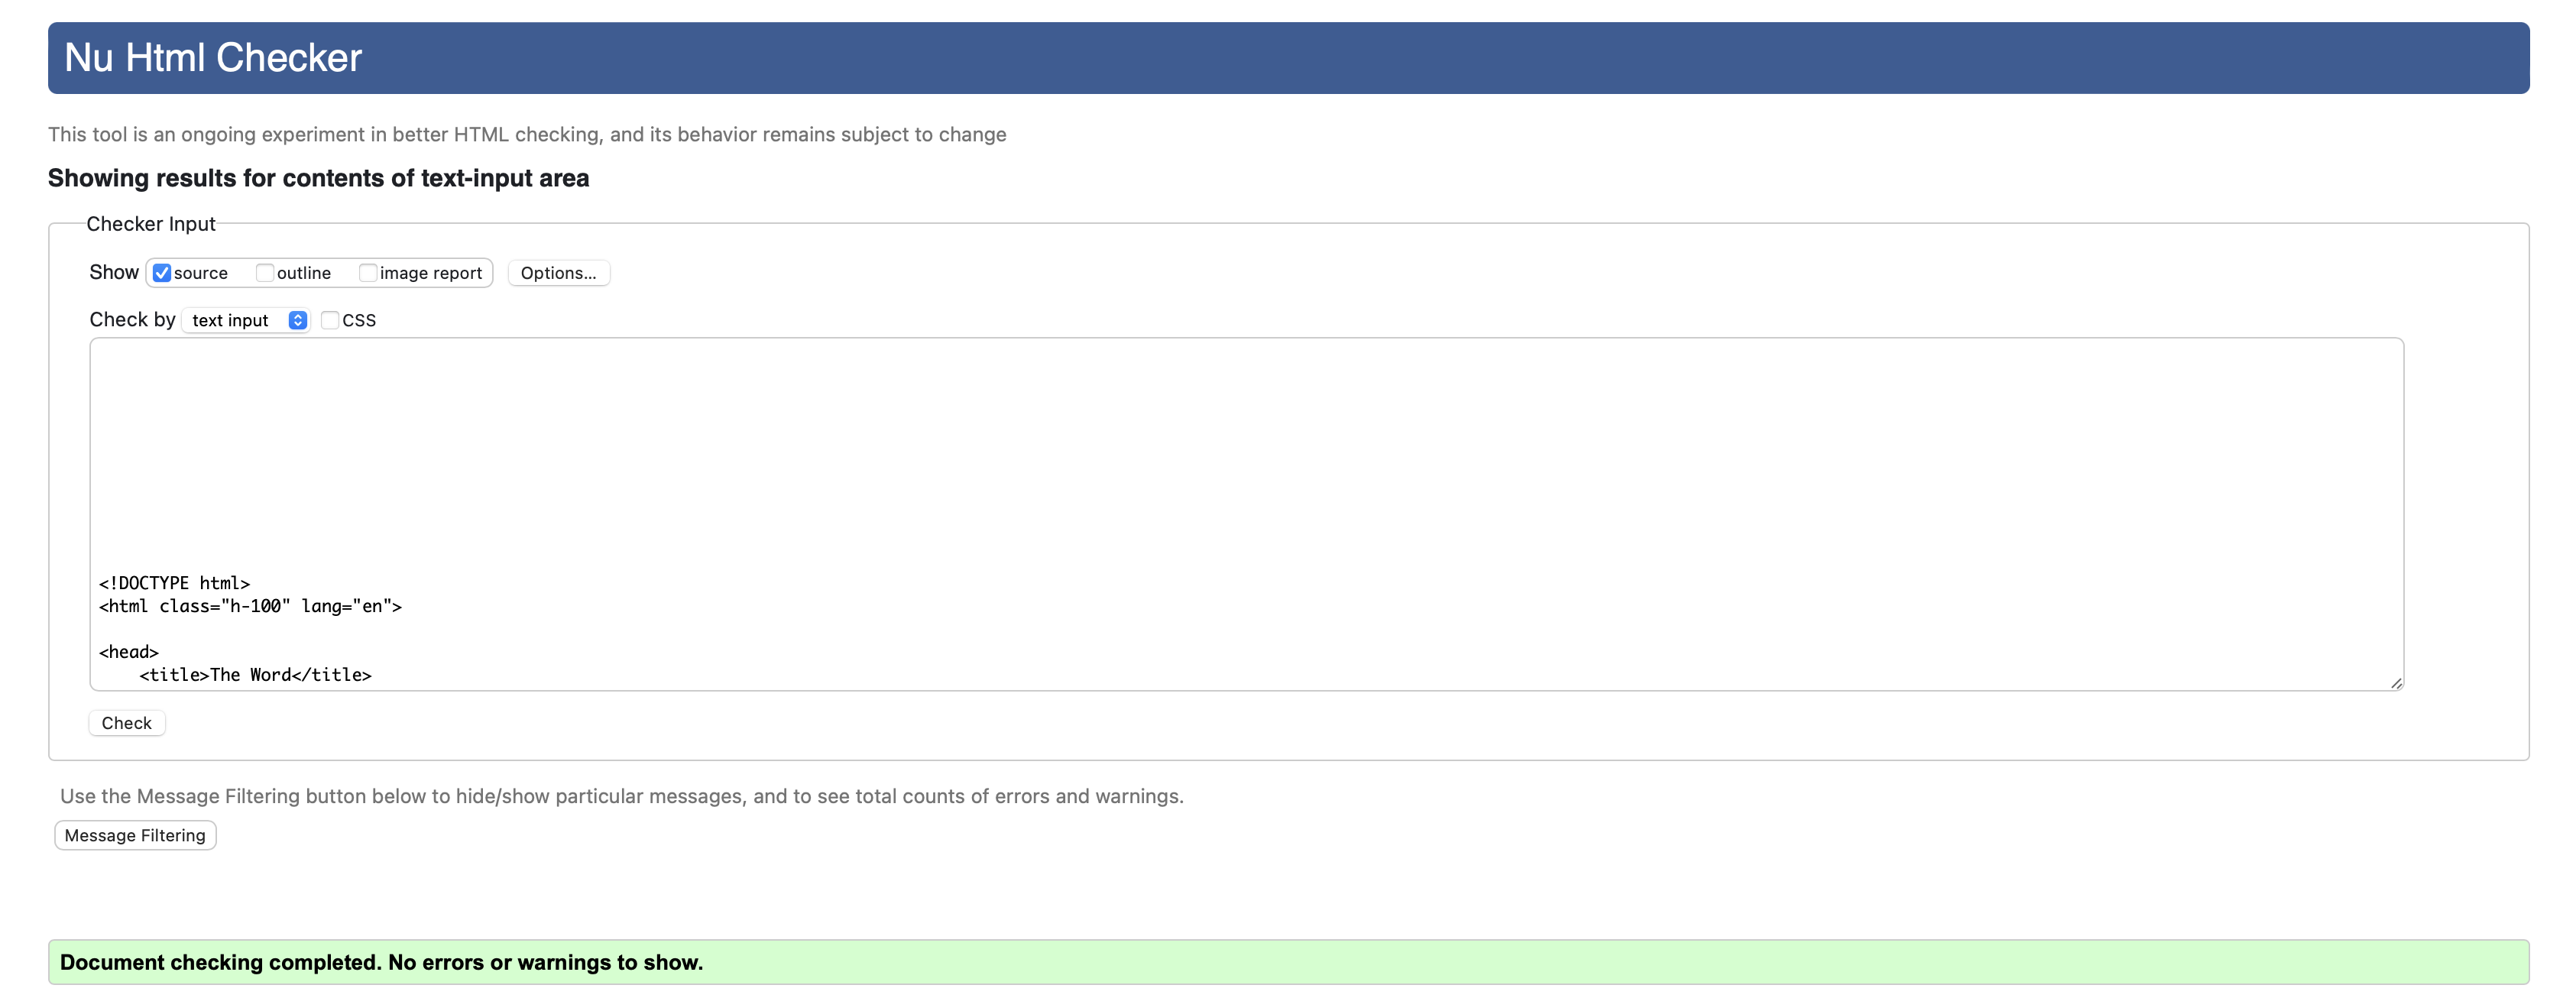 Nu Html Checker
This tool is an ongoing experiment in better HTML checking, and its behavior remains subject to change
Showing results for contents of text-input area
Checker Input
Show source outline image report Options...
Check by text input CSS
<!DOCTYPE html>
<html class="h-100" lang="en">
<head>
    <title>The Word</title>
Check
Use the Message Filtering button below to hide/show particular messages, and to see total counts of errors and warnings.
Message Filtering
Document checking completed. No errors or warnings to show.